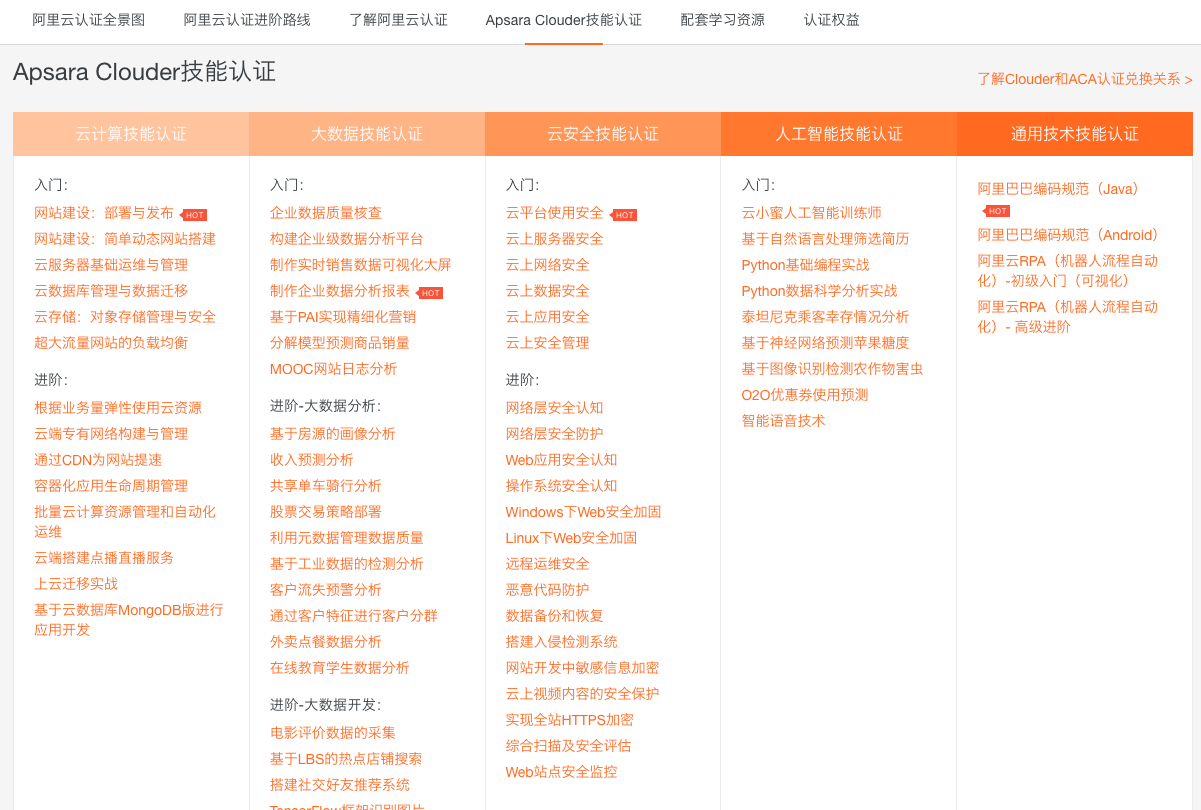 阿里云认证全景图
阿里云认证进阶路线
了解阿里云认证
Apsara Clouder技能认证
配套学习资源
认证权益
Apsara Clouder技能认证
了解Clouder和ACA认证兑换关系 >
云计算技能认证
入门：
网站建设：部署与发布 HOT
网站建设：简单动态网站搭建
云服务器基础运维与管理
云数据库管理与数据迁移
云存储：对象存储管理与安全
超大流量网站的负载均衡
进阶：
根据业务量弹性使用云资源
云端专有网络构建与管理
通过CDN为网站提速
容器化应用生命周期管理
批量云计算资源管理和自动化
运维
云端搭建点播直播服务
上云迁移实战
基于云数据库MongoDB版进行
应用开发
大数据技能认证
入门：
企业数据质量核查
构建企业级数据分析平台
制作实时销售数据可视化大屏
制作企业数据分析报表 HOT
基于PAI实现精细化营销
分解模型预测商品销量
MOOC网站日志分析
进阶-大数据分析：
基于房源的画像分析
收入预测分析
共享单车骑行分析
股票交易策略部署
利用元数据管理数据质量
基于工业数据的检测分析
客户流失预警分析
通过客户特征进行客户分群
外卖点餐数据分析
在线教育学生数据分析
进阶-大数据开发：
电影评价数据的采集
基于LBS的热点店铺搜索
搭建社交好友推荐系统
TensorFlow框架识别图片
云安全技能认证
入门：
云平台使用安全 HOT
云上服务器安全
云上网络安全
云上数据安全
云上应用安全
云上安全管理
进阶：
网络层安全认知
网络层安全防护
Web应用安全认知
操作系统安全认知
Windows下Web安全加固
Linux下Web安全加固
远程运维安全
恶意代码防护
数据备份和恢复
搭建入侵检测系统
网站开发中敏感信息加密
云上视频内容的安全保护
实现全站HTTPS加密
综合扫描及安全评估
Web站点安全监控
人工智能技能认证
入门：
云小蜜人工智能训练师
基于自然语言处理筛选简历
Python基础编程实战
Python数据科学分析实战
泰坦尼克乘客幸存情况分析
基于神经网络预测苹果糖度
基于图像识别检测农作物害虫
O2O优惠券使用预测
智能语音技术
通用技术技能认证
阿里巴巴编码规范（Java）
HOT
阿里巴巴编码规范（Android）
阿里云RPA（机器人流程自动
化）-初级入门（可视化）
阿里云RPA（机器人流程自动
化）- 高级进阶